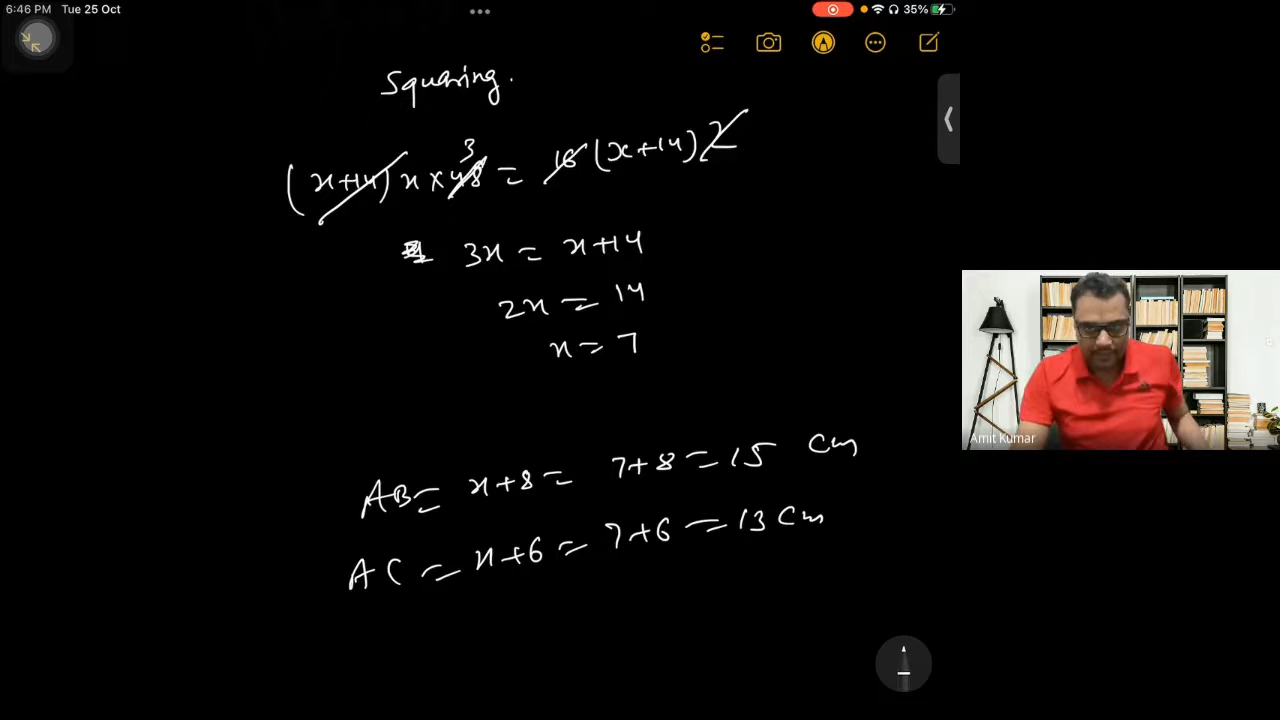 6:46 PM Tue 25 Oct
35%
Squaring.
3
(x+14) x × 48 = 16 (x+14) 2
3x = x+14
2x = 14
x = 7
AB = x+8 = 7+8 = 15 cm
AC = x+6 = 7+6 = 13 cm
Amit Kumar